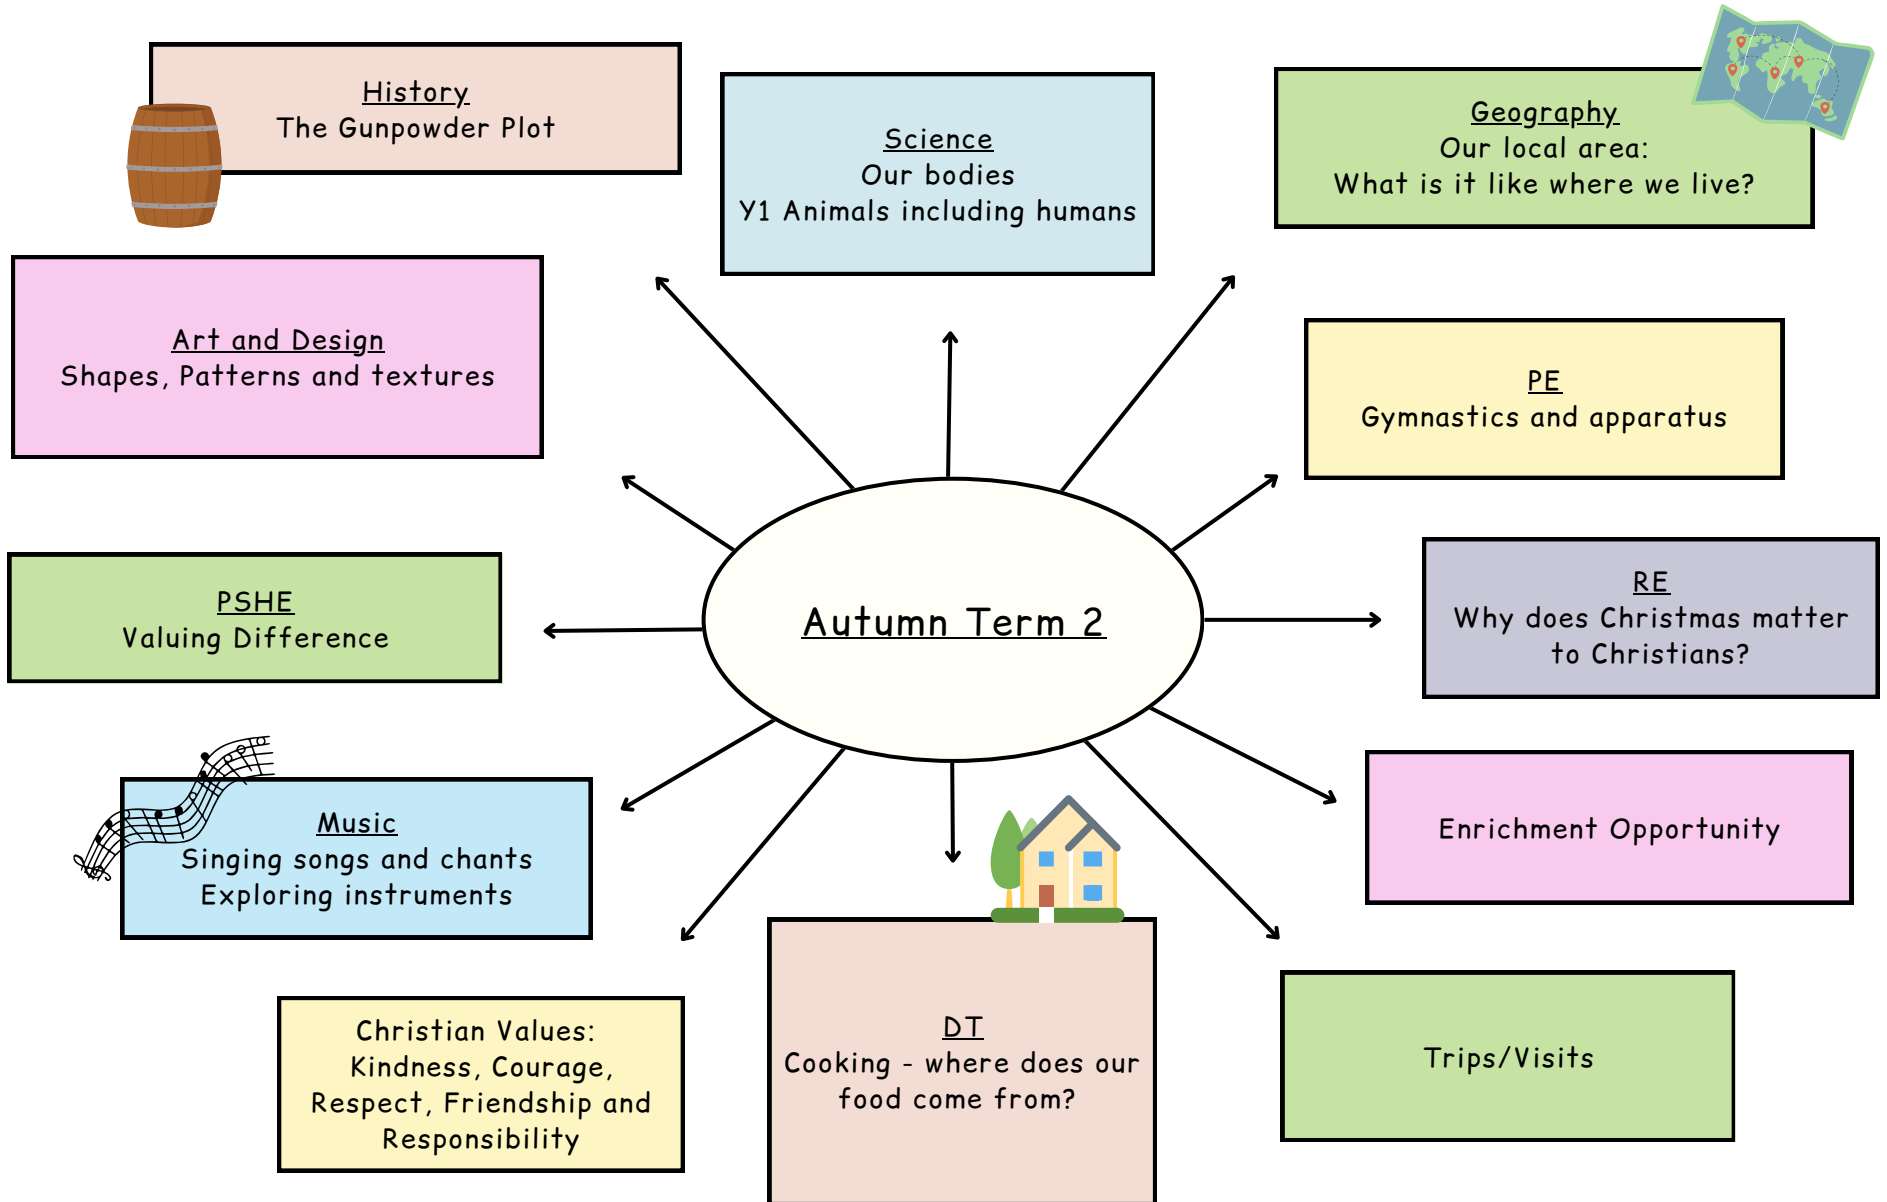 History
The Gunpowder Plot
Science
Our bodies
Y1 Animals including humans
Geography
Our local area:
What is it like where we live?
Art and Design
Shapes, Patterns and textures
PE
Gymnastics and apparatus
PSHE
Valuing Difference
Autumn Term 2
RE
Why does Christmas matter
to Christians?
Music
Singing songs and chants
Exploring instruments
Enrichment Opportunity
Christian Values:
Kindness, Courage,
Respect, Friendship and
Responsibility
DT
Cooking - where does our
food come from?
Trips/Visits